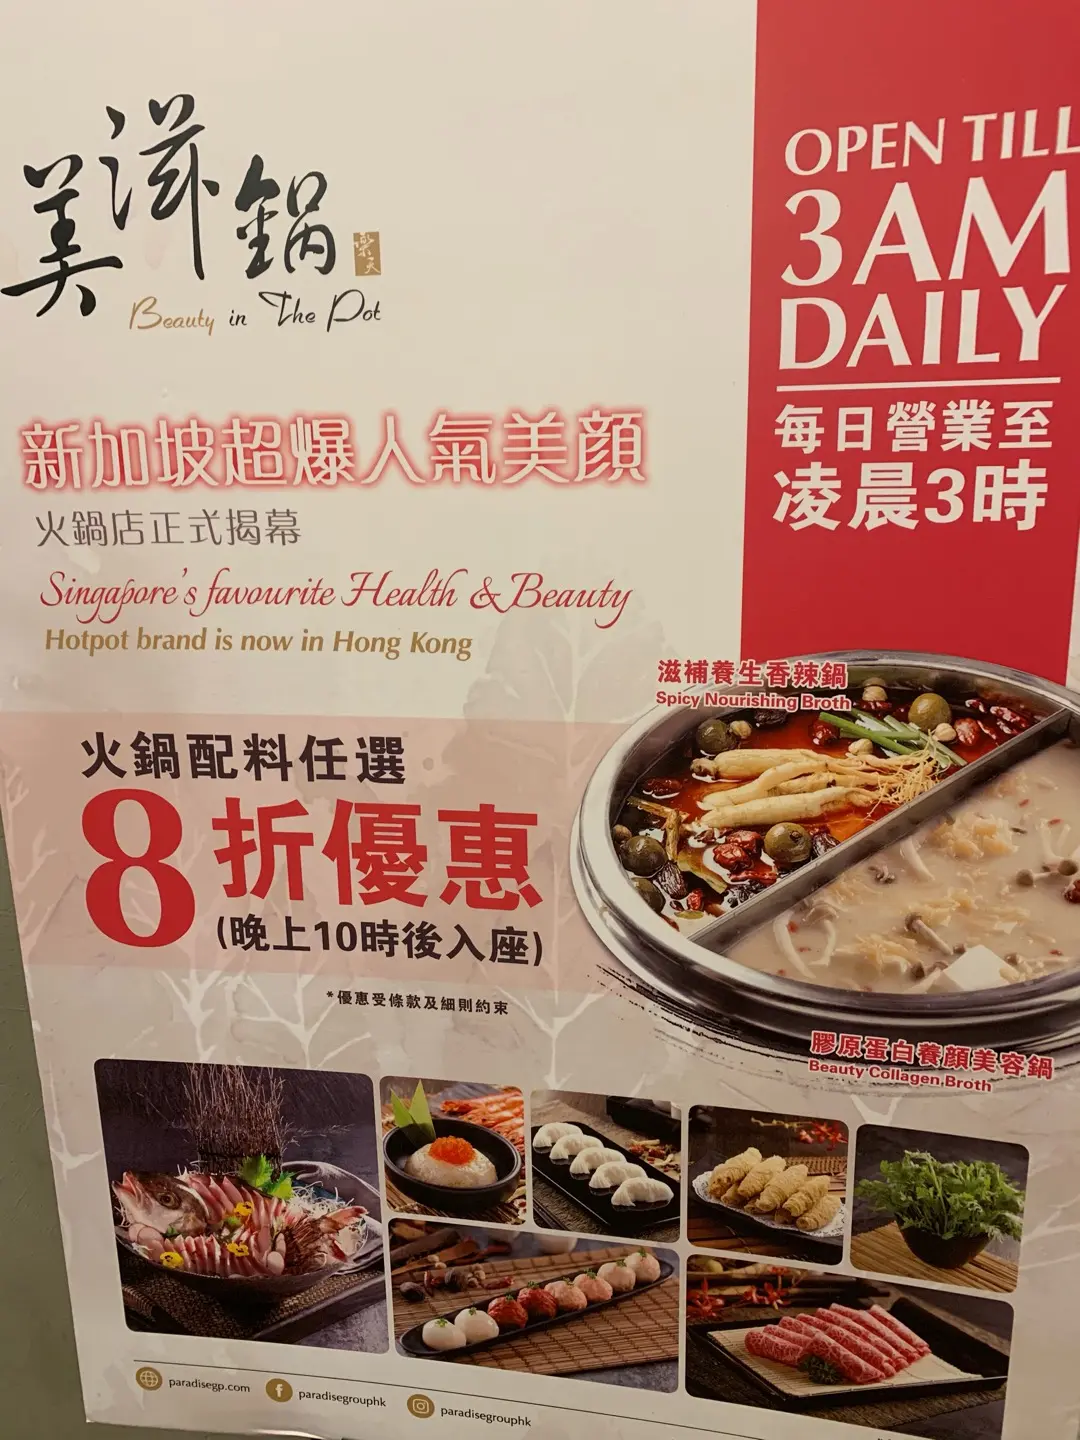 美滋鍋
樂天
Beauty in The Pot
OPEN TILL
3AM
DAILY
每日營業至
凌晨3時
新加坡超爆人氣美顏
火鍋店正式揭幕
Singapore's favourite Health & Beauty
Hotpot brand is now in Hong Kong
滋補養生香辣鍋
Spicy Nourishing Broth
火鍋配料任選
8折優惠
(晚上10時後入座)
*優惠受條款及細則約束
膠原蛋白養顏美容鍋
Beauty Collagen Broth
paradisegp.com
paradisegrouphk
paradisegrouphk